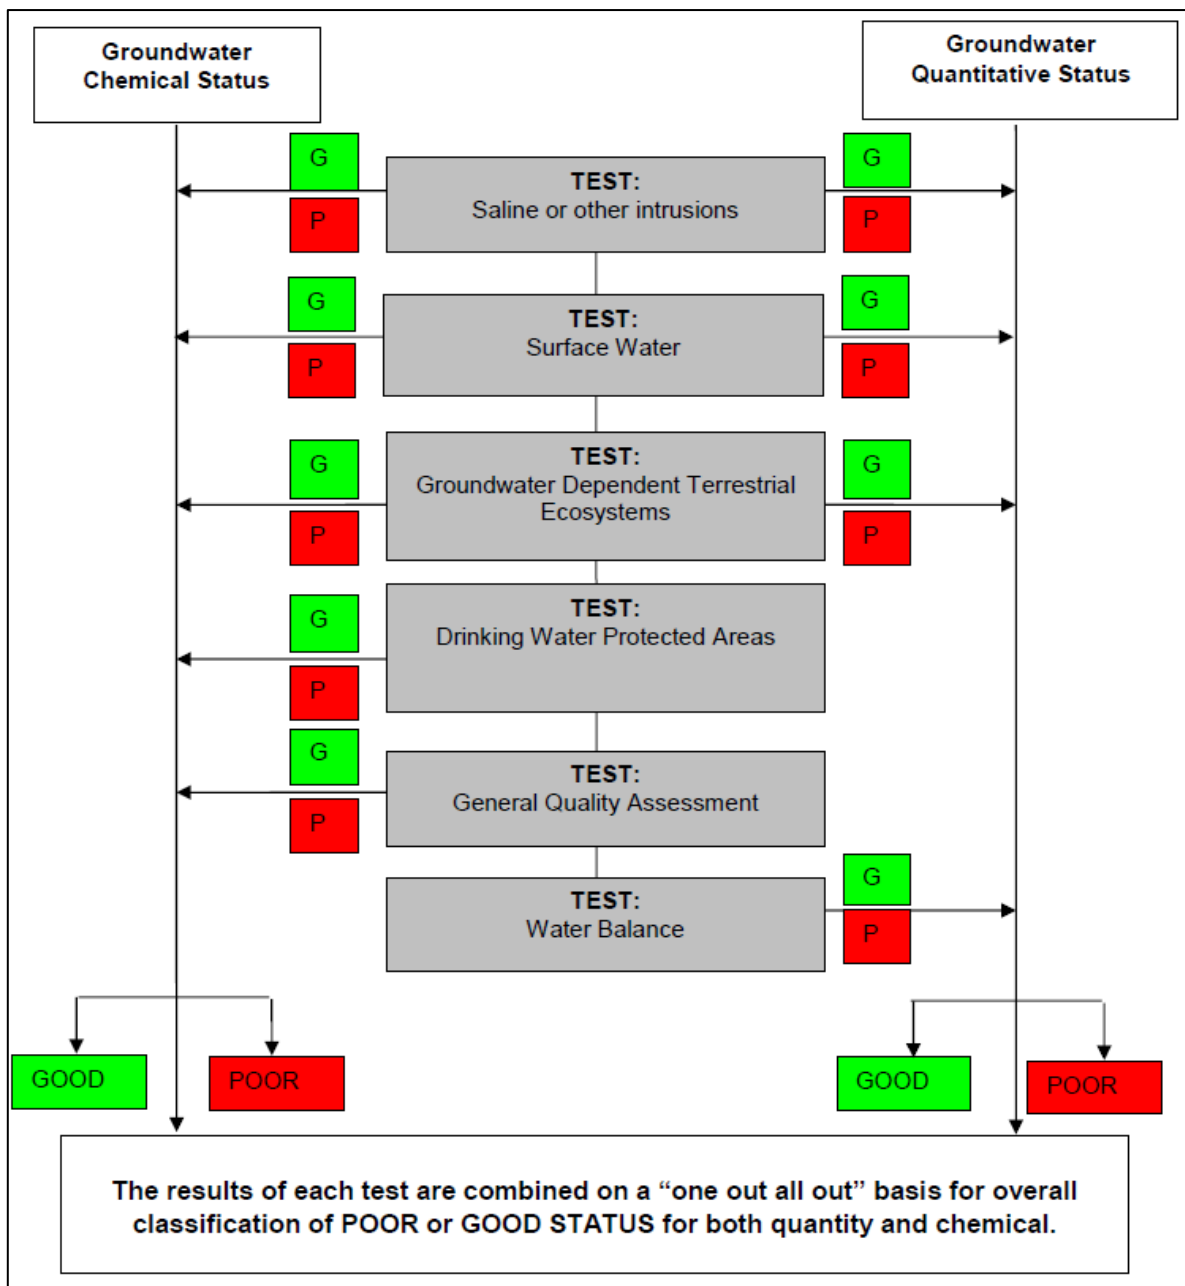 Groundwater
Chemical Status
Groundwater
Quantitative Status
G
G
TEST:
Saline or other intrusions
P
P
G
G
TEST:
Surface Water
P
P
G
G
TEST:
Groundwater Dependent Terrestrial
Ecosystems
P
P
G
TEST:
Drinking Water Protected Areas
P
G
TEST:
General Quality Assessment
P
G
TEST:
Water Balance
P
GOOD
POOR
GOOD
POOR
The results of each test are combined on a “one out all out” basis for overall
classification of POOR or GOOD STATUS for both quantity and chemical.